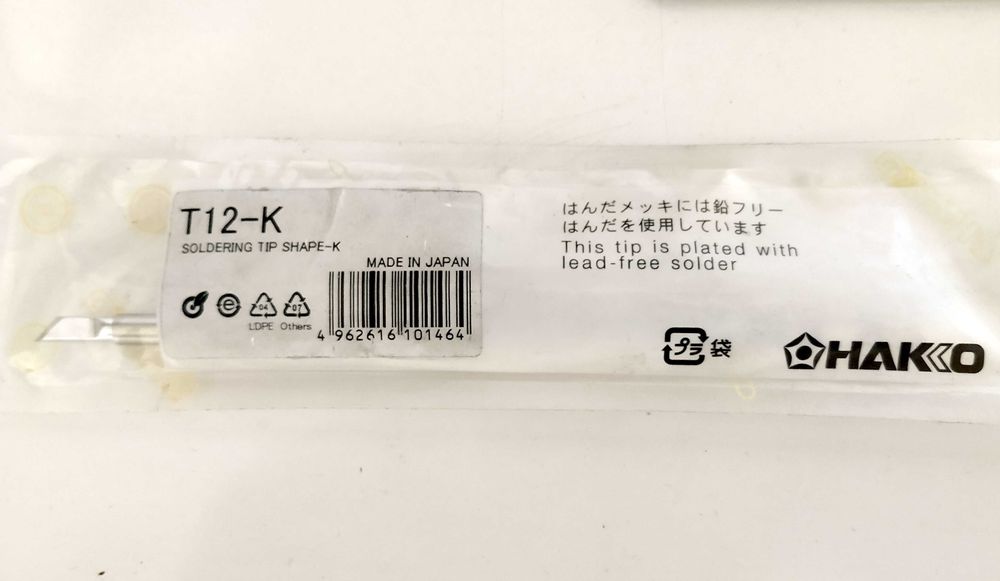 T12-K
SOLDERING TIP SHAPE-K
MADE IN JAPAN
e
04
07
LDPE Others
4 962616 101464
はんだメッキには鉛フリー
はんだを使用しています
This tip is plated with
lead-free solder
プラ 袋
HAKKO